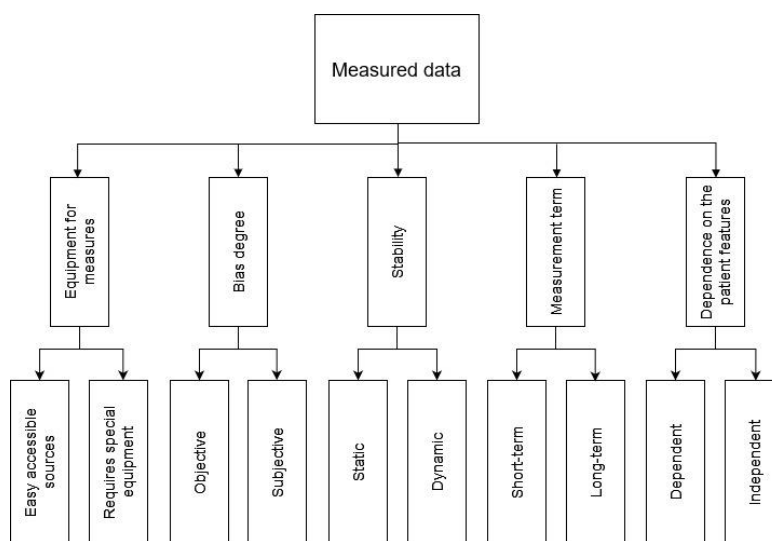 Measured data
Equipment for
measures
Bias degree
Stability
Measurement term
Dependence on the
patient features
Easy accessible
sources
Requires special
equipment
Objective
Subjective
Static
Dynamic
Short-term
Long-term
Dependent
Independent